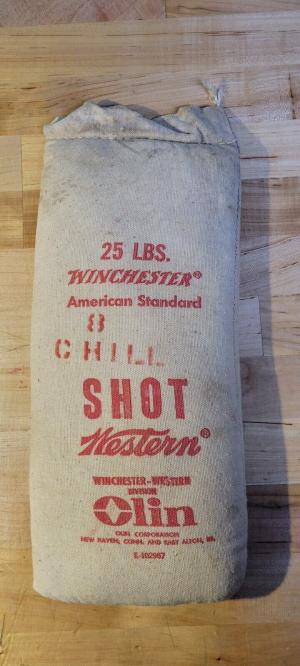 25 LBS.
WINCHESTER®
American Standard
8
CHILL
SHOT
Western®
WINCHESTER-WESTERN
DIVISION
Olin
OLIN CORPORATION
NEW HAVEN, CONN. AND EAST ALTON, ILL.
E-102967